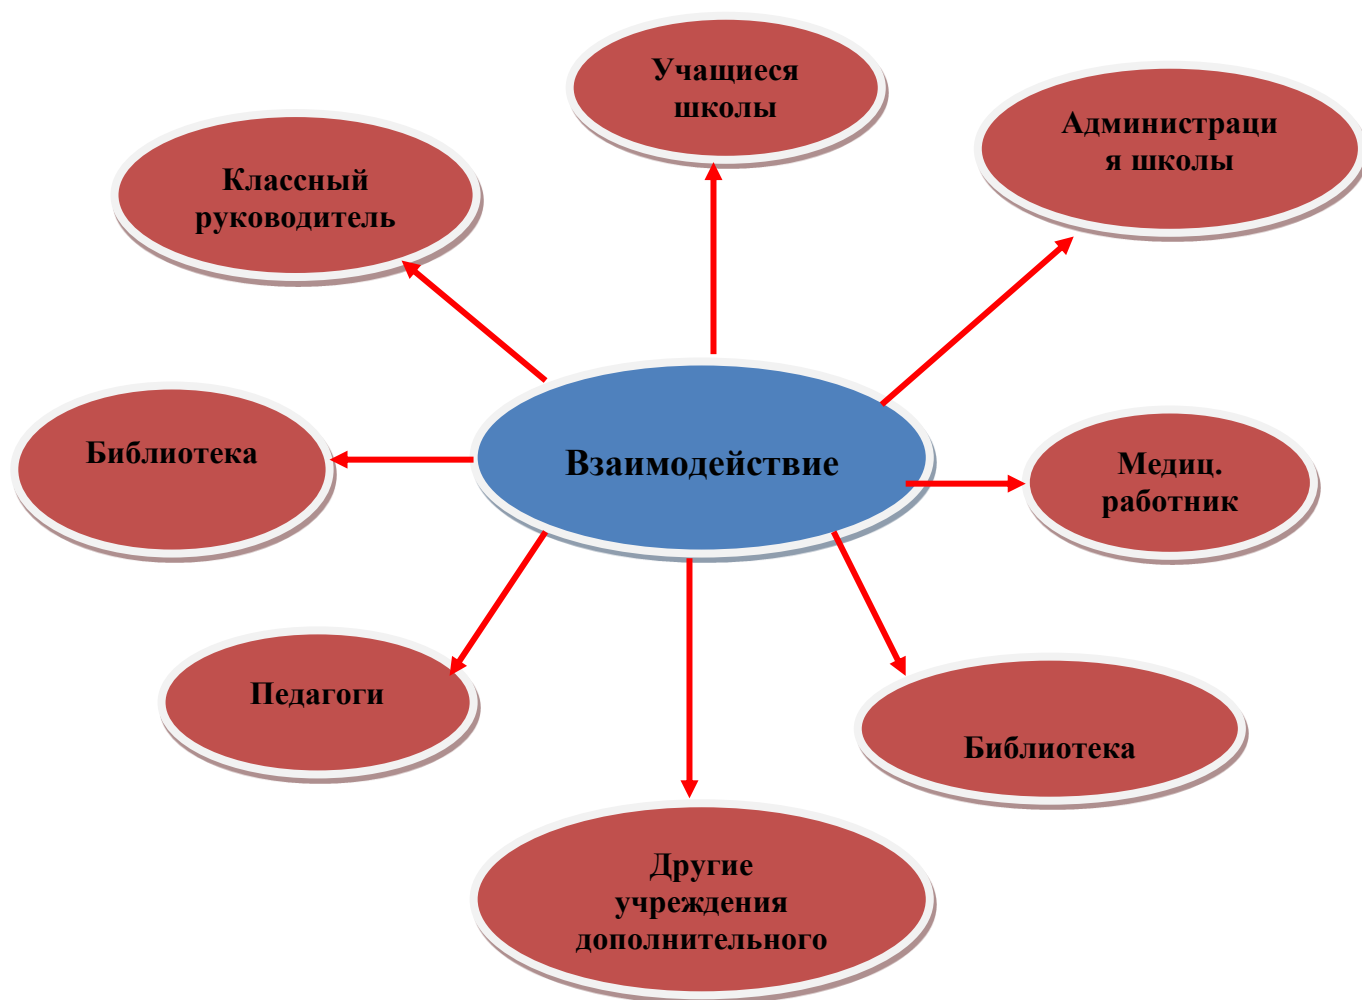 Учащиеся
школы
Администраци
я школы
Классный
руководитель
Библиотека
Взаимодействие
Медиц.
работник
Педагоги
Библиотека
Другие
учреждения
дополнительного